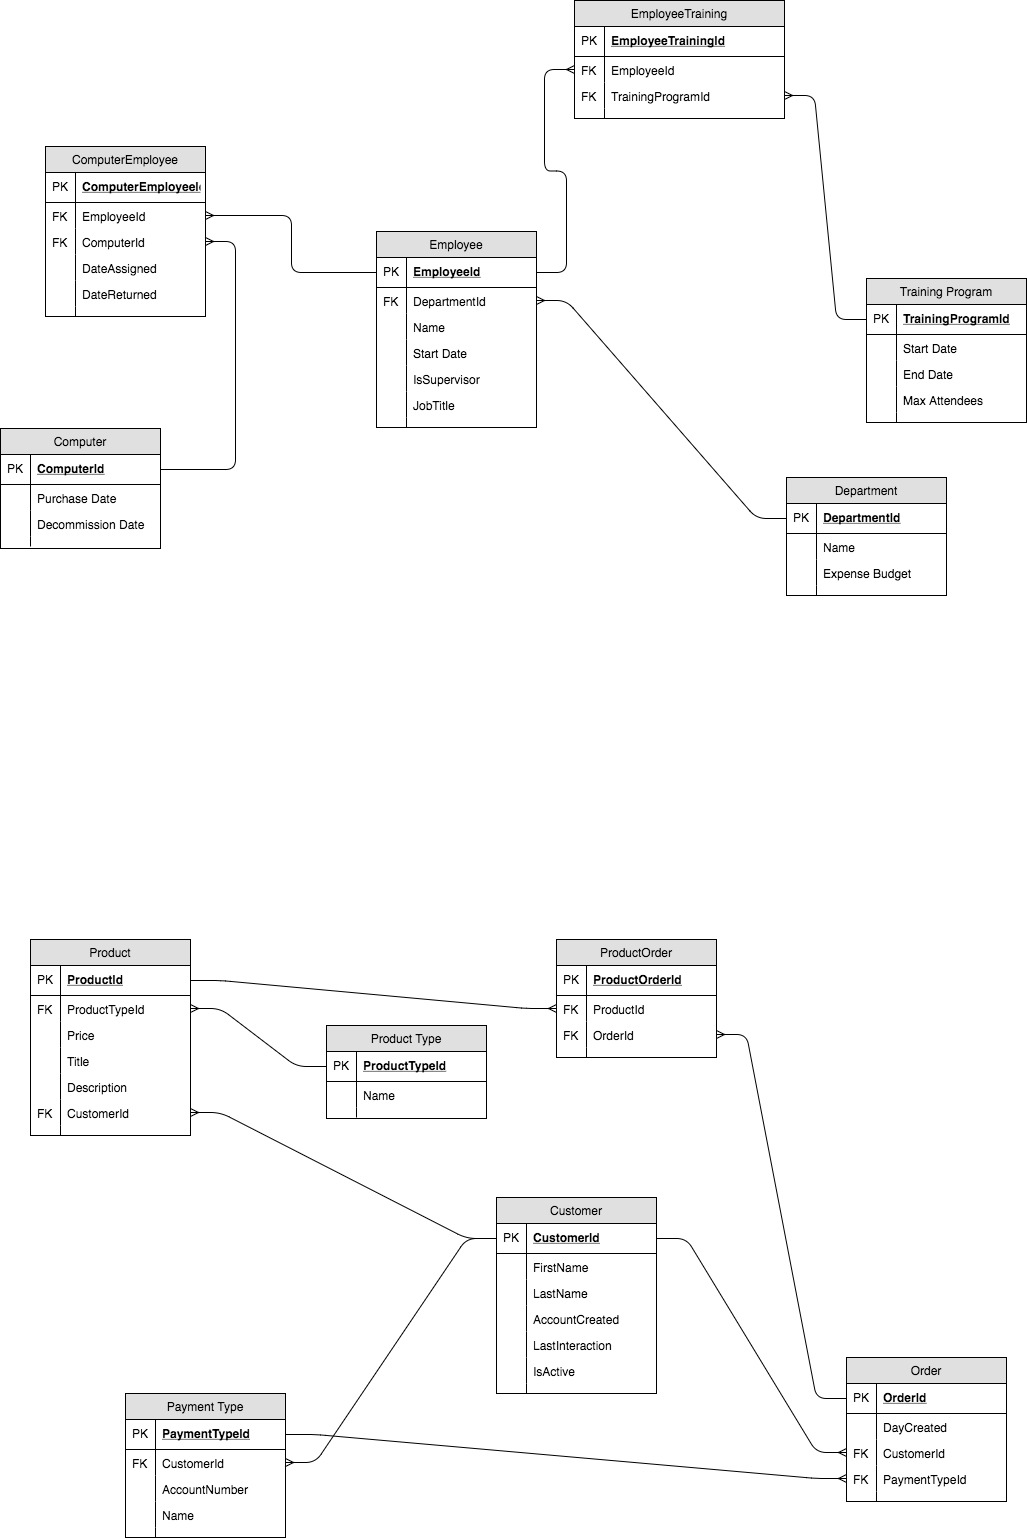 EmployeeTraining
PK EmployeeTrainingId
FK EmployeeId
FK TrainingProgramId
ComputerEmployee
PK ComputerEmployeeI
FK EmployeeId
FK ComputerId
DateAssigned
DateReturned
Employee
PK EmployeeId
FK DepartmentId
Name
Start Date
IsSupervisor
JobTitle
Training Program
PK TrainingProgramId
Start Date
End Date
Max Attendees
Computer
PK ComputerId
Purchase Date
Decommission Date
Department
PK DepartmentId
Name
Expense Budget
Product
PK ProductId
FK ProductTypeId
Price
Title
Description
FK CustomerId
ProductOrder
PK ProductOrderId
FK ProductId
FK OrderId
Product Type
PK ProductTypeId
Name
Customer
PK CustomerId
FirstName
LastName
AccountCreated
LastInteraction
IsActive
Order
PK OrderId
DayCreated
FK CustomerId
FK PaymentTypeId
Payment Type
PK PaymentTypeId
FK CustomerId
AccountNumber
Name